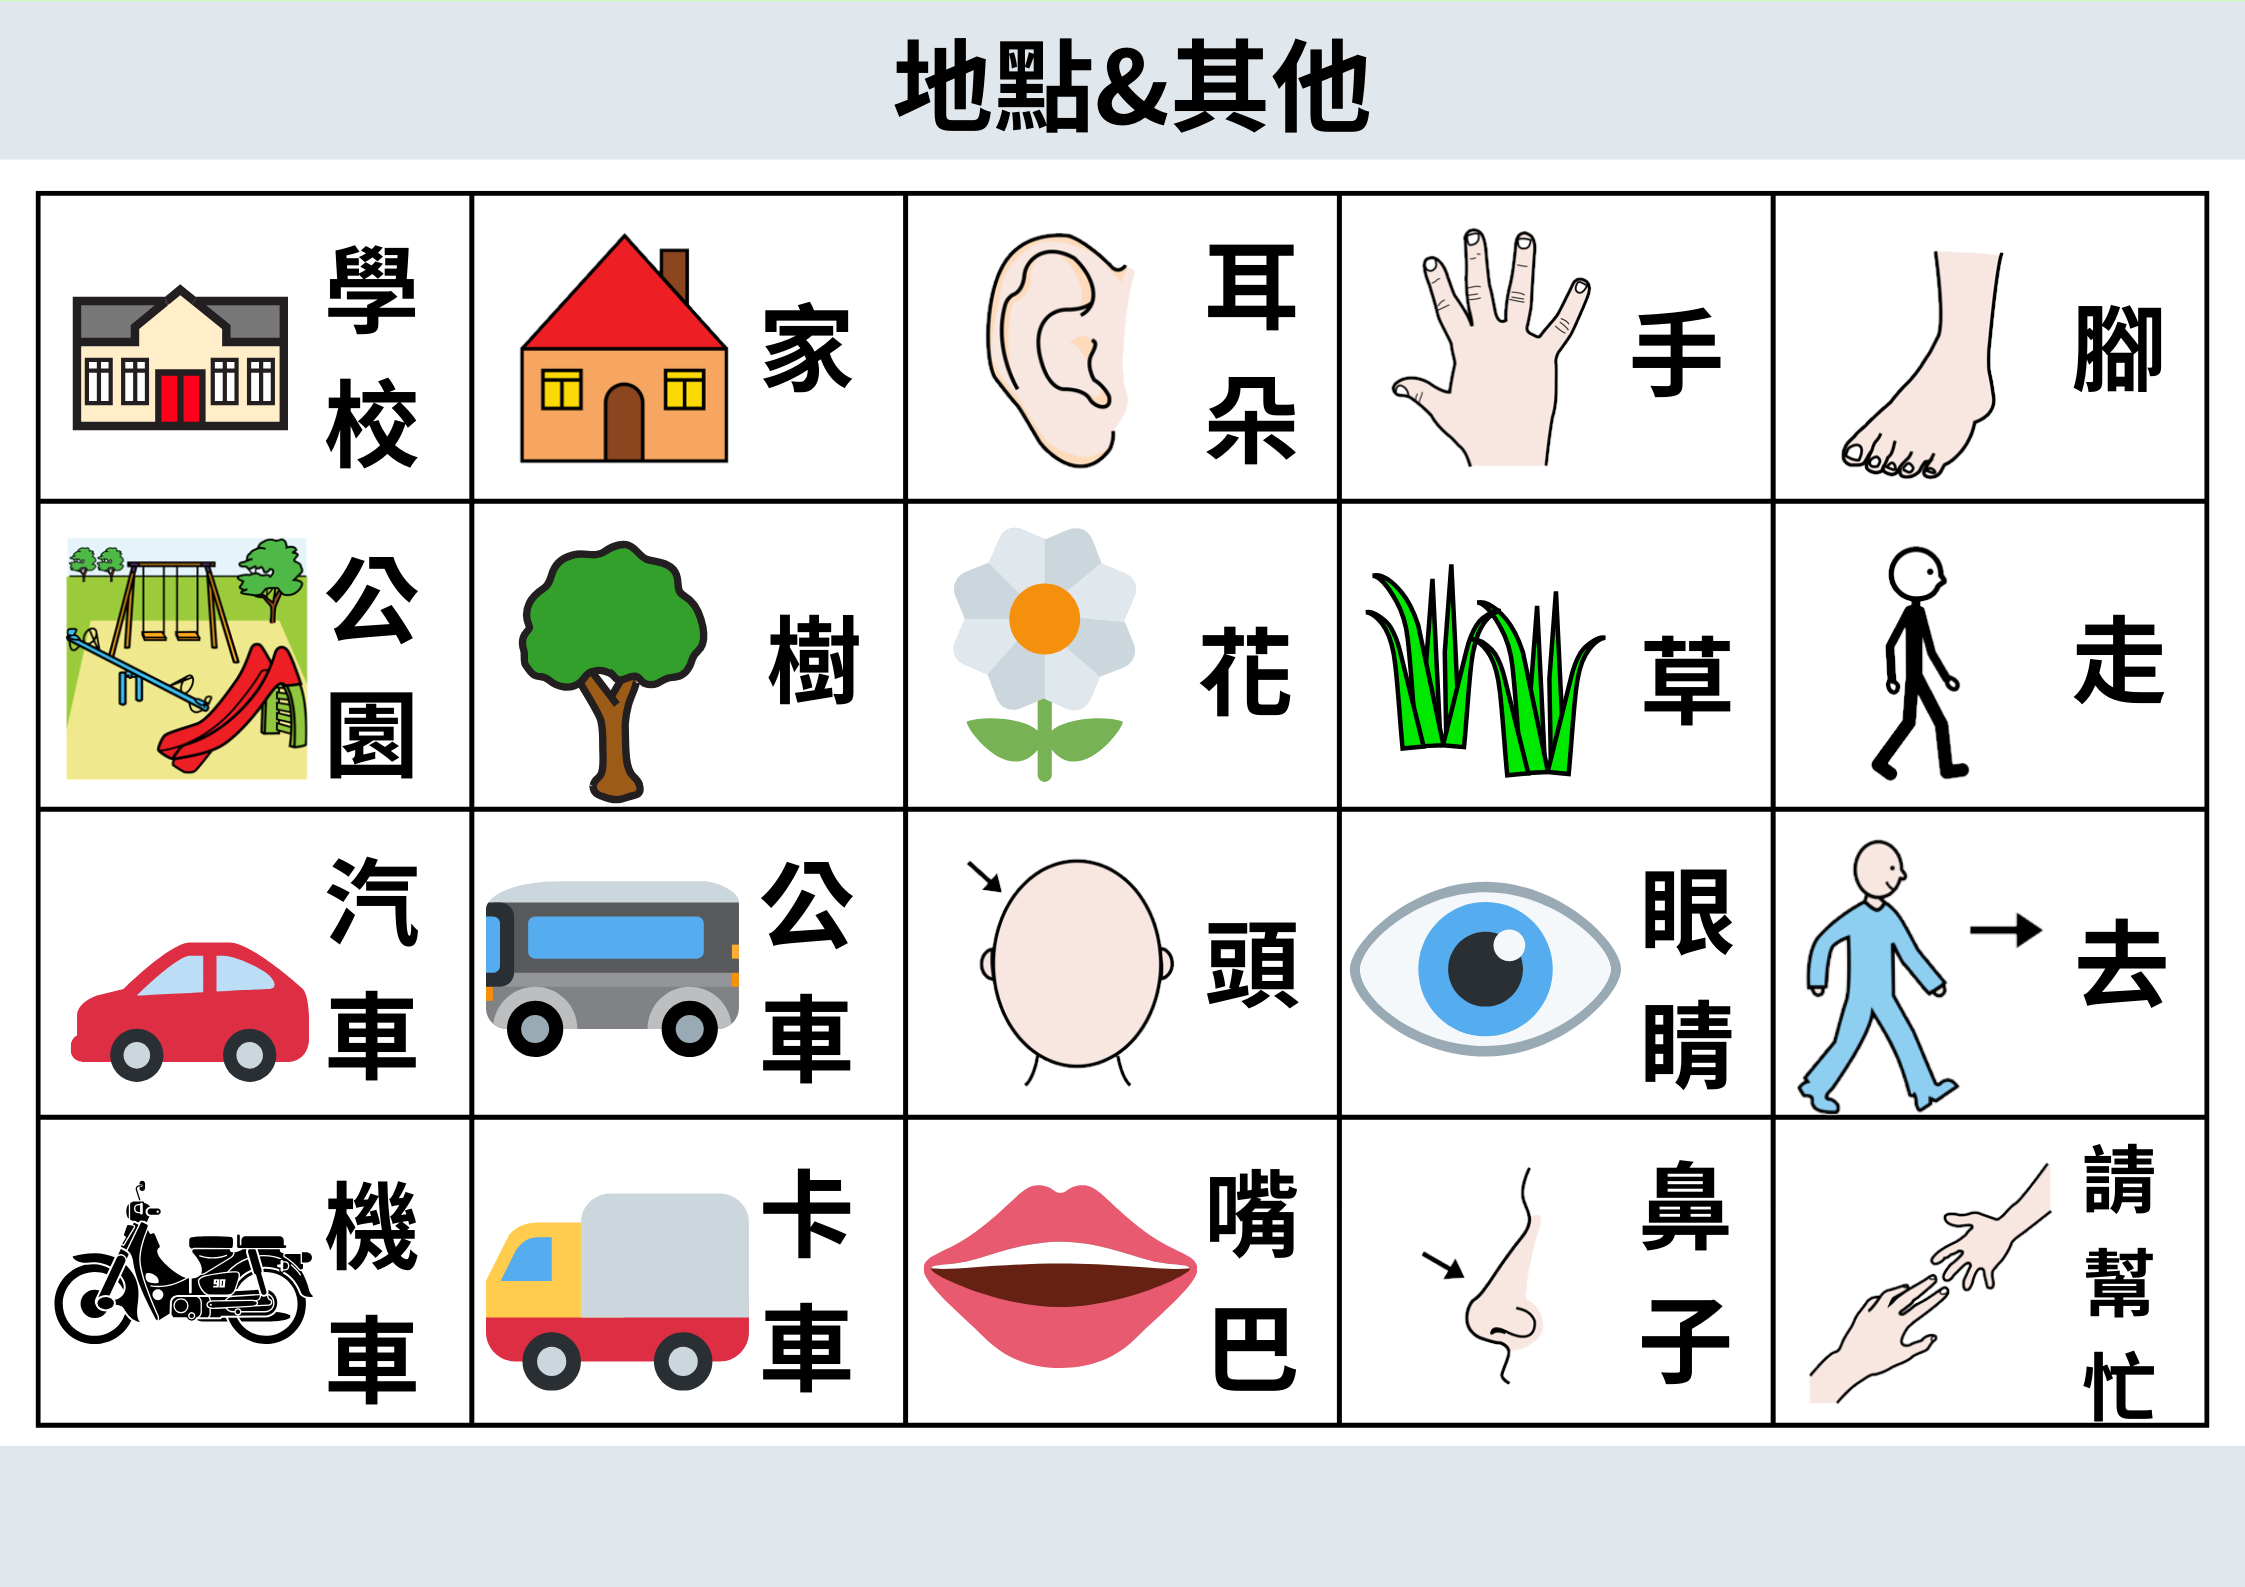 地點&其他
學校
家
耳朵
手
腳
公園
樹
花
草
走
汽車
公車
頭
眼睛
去
機車
90
卡車
嘴巴
鼻子
請幫忙